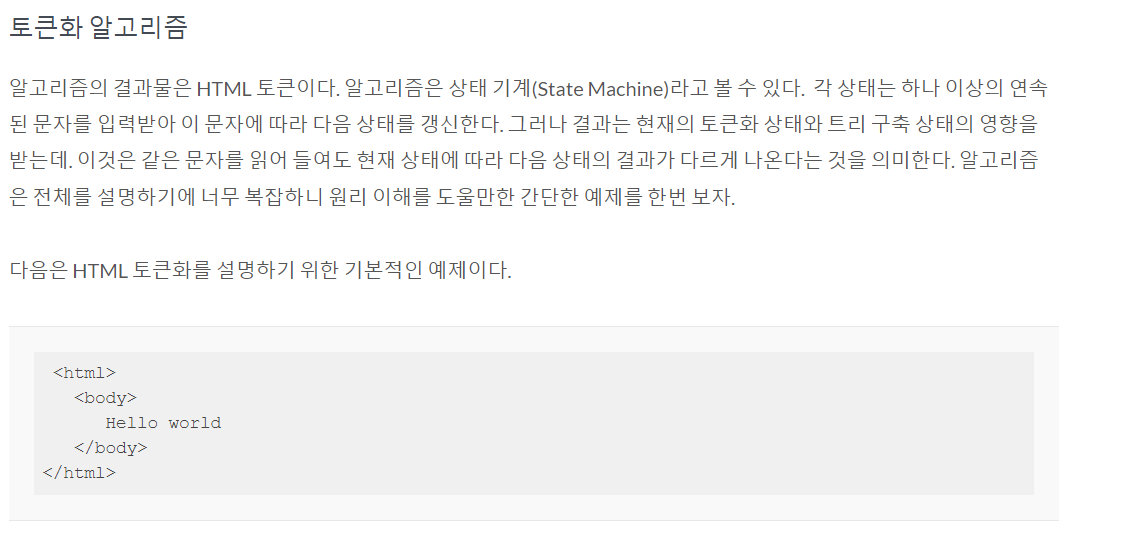 토큰화 알고리즘
알고리즘의 결과물은 HTML 토큰이다. 알고리즘은 상태 기계(State Machine)라고 볼 수 있다. 각 상태는 하나 이상의 연속
된 문자를 입력받아 이 문자에 따라 다음 상태를 갱신한다. 그러나 결과는 현재의 토큰화 상태와 트리 구축 상태의 영향을
받는데. 이것은 같은 문자를 읽어 들여도 현재 상태에 따라 다음 상태의 결과가 다르게 나온다는 것을 의미한다. 알고리즘
은 전체를 설명하기에 너무 복잡하니 원리 이해를 도울만한 간단한 예제를 한번 보자.
다음은 HTML 토큰화를 설명하기 위한 기본적인 예제이다.
<html>
<body>
Hello world
</body>
</html>